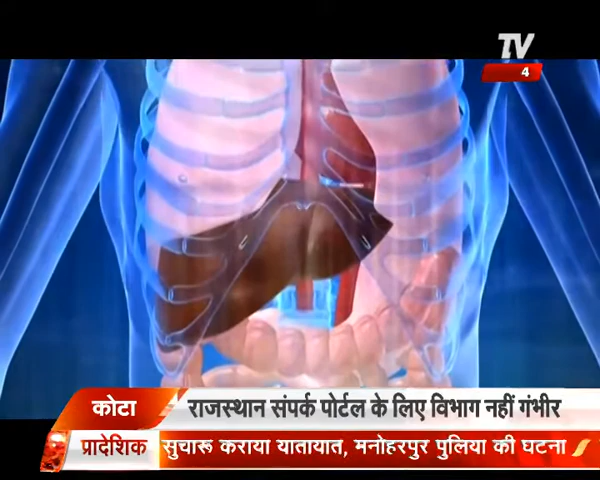 TV
4
कोटा राजस्थान संपर्क पोर्टल के लिए विभाग नहीं गंभीर
प्रादेशिक सुचारू कराया यातायात, मनोहरपुर पुलिया की घटना